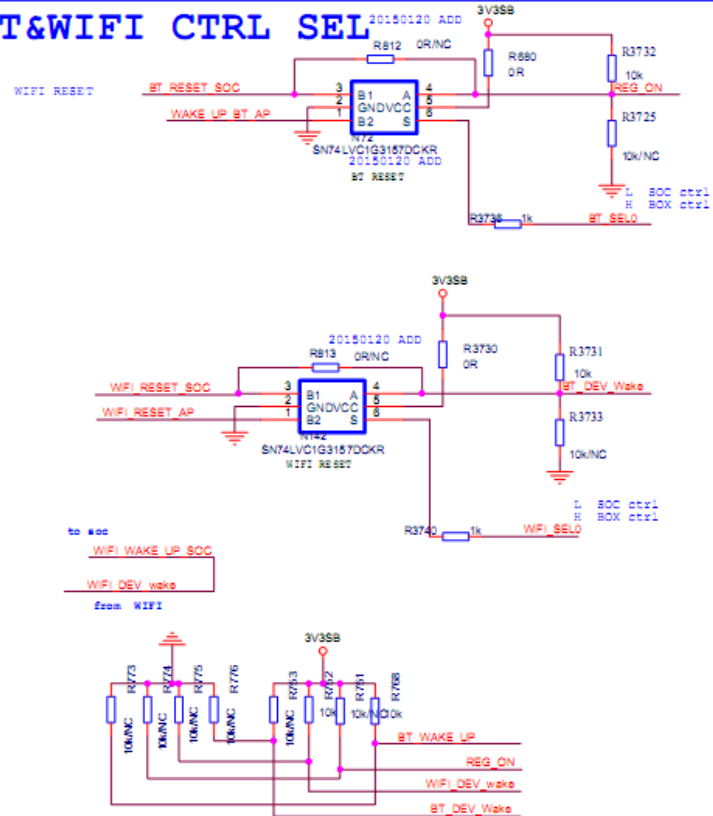 T&WIFI CTRL SEL
20150120 ADD
3V3SB
R812
0R/NC
R680
0R
R3732
10k
WIFI RESET
BT_RESET_SOC
3
2
1
B1
A
GNDVCC
B2
S
4
5
6
REG_ON
WAKE_UP_BT_AP
R3725
10k/NC
N72
SN74LVC1G3157DCKR
20150120 ADD
BT RESET
L SOC ctrl
H BOX ctrl
R3736
1k
BT_SEL0
3V3SB
20150120 ADD
R813
0R/NC
R3730
0R
R3731
10k
WIFI_RESET_SOC
3
2
1
B1
A
GNDVCC
B2
S
4
5
6
BT_DEV_Wake
WIFI_RESET_AP
R3733
10k/NC
N142
SN74LVC1G3157DCKR
WIFI RESET
L SOC ctrl
H BOX ctrl
R3740
1k
WIFI_SEL0
to soc
WIFI_WAKE_UP_SOC
WIFI_DEV_wake
from WIFI
3V3SB
R773
R774
R775
R776
R753
R752
R751
R768
10k/NC
10k/NC
10k/NC
10k/NC
10k/NC
10k
10k/NC
10k
BT_WAKE_UP
REG_ON
WIFI_DEV_wake
BT_DEV_Wake